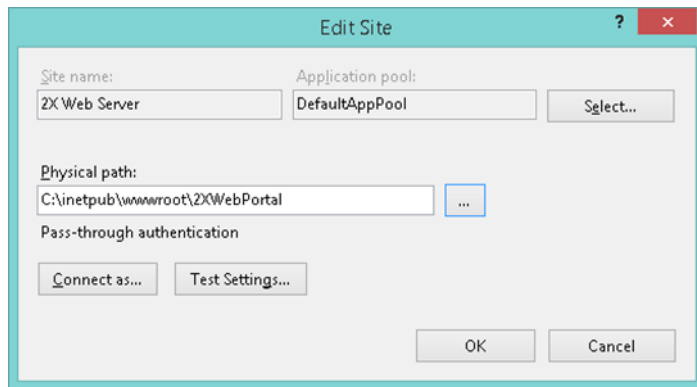 Edit Site
?
×
Site name:
Application pool:
2X Web Server
DefaultAppPool
Select...
Physical path:
C:\inetpub\wwwroot\2XWebPortal
...
Pass-through authentication
Connect as...
Test Settings...
OK
Cancel